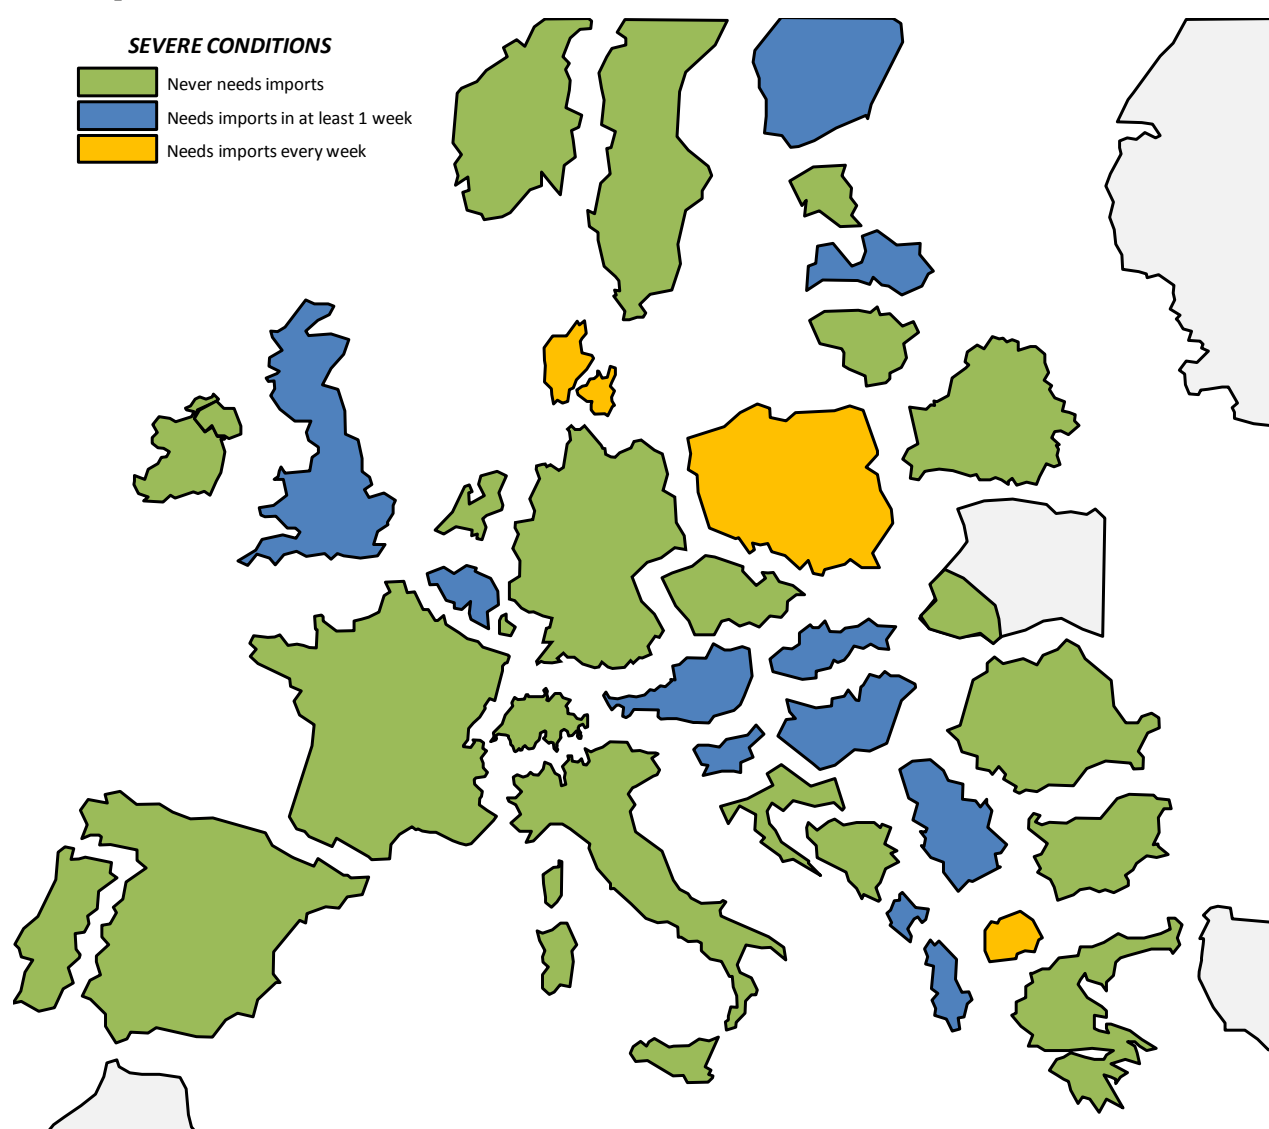 SEVERE CONDITIONS
Never needs imports
Needs imports in at least 1 week
Needs imports every week